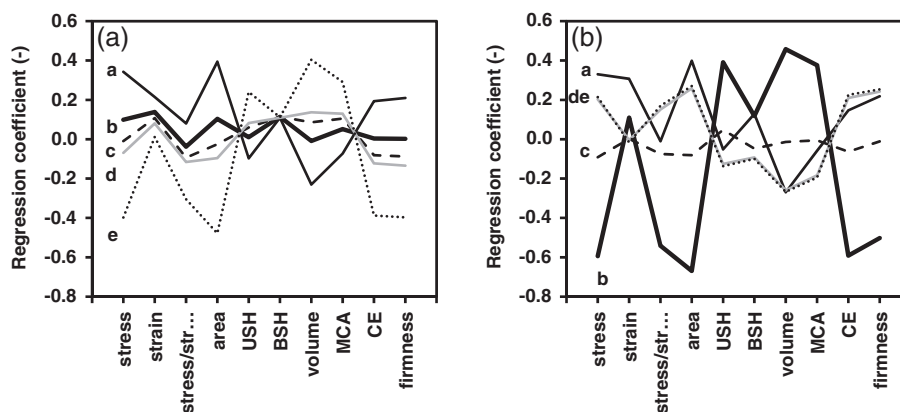 (a)
Regression coefficient (-)
0.6
0.4
0.2
0.0
-0.2
-0.4
-0.6
-0.8
a
b
c
d
e
stress
strain
stress/str…
area
USH
BSH
volume
MCA
CE
firmness
(b)
Regression coefficient (-)
0.6
0.4
0.2
0.0
-0.2
-0.4
-0.6
-0.8
a
de
c
b
stress
strain
stress/str…
area
USH
BSH
volume
MCA
CE
firmness